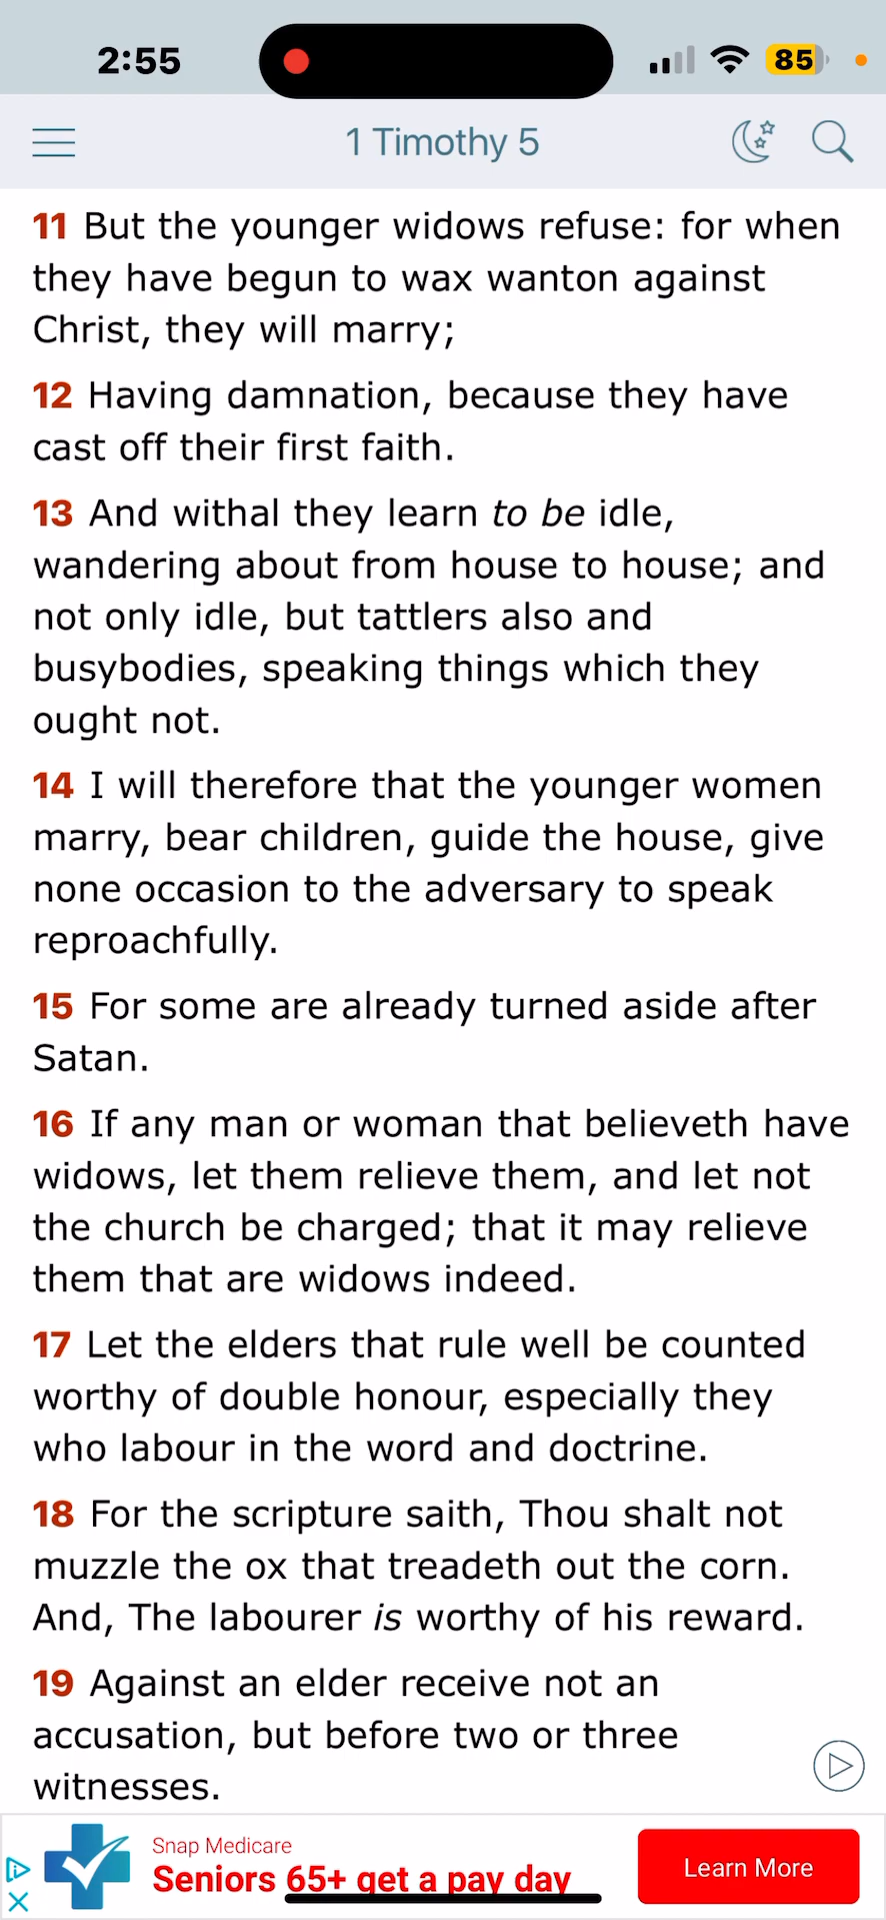 2:55
85
1 Timothy 5
11 But the younger widows refuse: for when
they have begun to wax wanton against
Christ, they will marry;
12 Having damnation, because they have
cast off their first faith.
13 And withal they learn to be idle,
wandering about from house to house; and
not only idle, but tattlers also and
busybodies, speaking things which they
ought not.
14 I will therefore that the younger women
marry, bear children, guide the house, give
none occasion to the adversary to speak
reproachfully.
15 For some are already turned aside after
Satan.
16 If any man or woman that believeth have
widows, let them relieve them, and let not
the church be charged; that it may relieve
them that are widows indeed.
17 Let the elders that rule well be counted
worthy of double honour, especially they
who labour in the word and doctrine.
18 For the scripture saith, Thou shalt not
muzzle the ox that treadeth out the corn.
And, The labourer is worthy of his reward.
19 Against an elder receive not an
accusation, but before two or three
witnesses.
Snap Medicare
Seniors 65+ get a pay day
Learn More